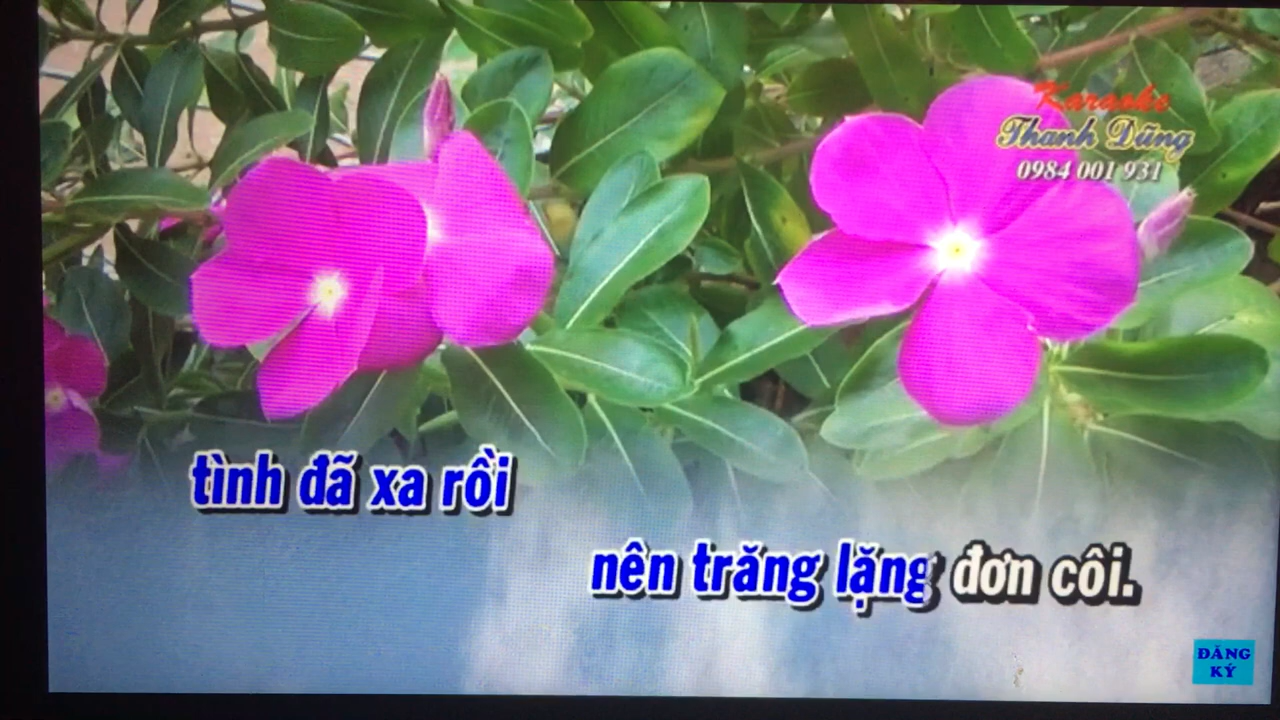 Karaoke
Thanh Dũng
0984 001 931
tình đã xa rồi
nên trăng lặng đơn côi.
ĐĂNG
KÝ